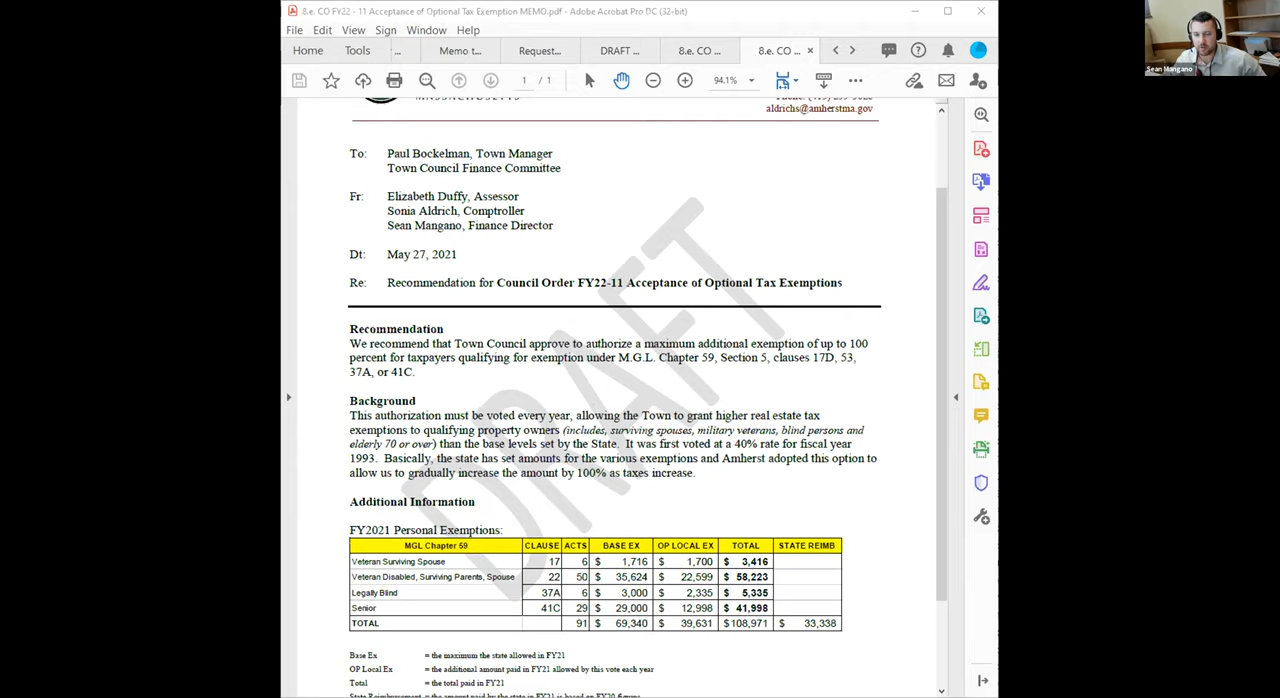 8.e. CO FY22 - 11 Acceptance of Optional Tax Exemption MEMO.pdf - Adobe Acrobat Pro DC (32-bit)
File Edit View Sign Window Help
Home Tools ... Memo t... Request... DRAFT ... 8.e. CO ... 8.e. CO ... ×
1 / 1 94.1%
aldrichs@amherstma.gov
To: Paul Bockelman, Town Manager
Town Council Finance Committee
Fr: Elizabeth Duffy, Assessor
Sonia Aldrich, Comptroller
Sean Mangano, Finance Director
Dt: May 27, 2021
Re: Recommendation for Council Order FY22-11 Acceptance of Optional Tax Exemptions
Recommendation
We recommend that Town Council approve to authorize a maximum additional exemption of up to 100
percent for taxpayers qualifying for exemption under M.G.L. Chapter 59, Section 5, clauses 17D, 53,
37A, or 41C.
Background
This authorization must be voted every year, allowing the Town to grant higher real estate tax
exemptions to qualifying property owners (includes, surviving spouses, military veterans, blind persons and
elderly 70 or over) than the base levels set by the State. It was first voted at a 40% rate for fiscal year
1993. Basically, the state has set amounts for the various exemptions and Amherst adopted this option to
allow us to gradually increase the amount by 100% as taxes increase.
Additional Information
FY2021 Personal Exemptions:
MGL Chapter 59 CLAUSE ACTS BASE EX OP LOCAL EX TOTAL STATE REIMB
Veteran Surviving Spouse 17 6 $ 1,716 $ 1,700 $ 3,416
Veteran Disabled, Surviving Parents, Spouse 22 50 $ 35,624 $ 22,599 $ 58,223
Legally Blind 37A 6 $ 3,000 $ 2,335 $ 5,335
Senior 41C 29 $ 29,000 $ 12,998 $ 41,998
TOTAL 91 $ 69,340 $ 39,631 $108,971 $ 33,338
Base Ex = the maximum the state allowed in FY21
OP Local Ex = the additional amount paid in FY21 allowed by this vote each year
Total = the total paid in FY21
State Reimbursement = the amount paid by the state in FY21 is based on FY20 figures
DRAFT
Sean Mangano